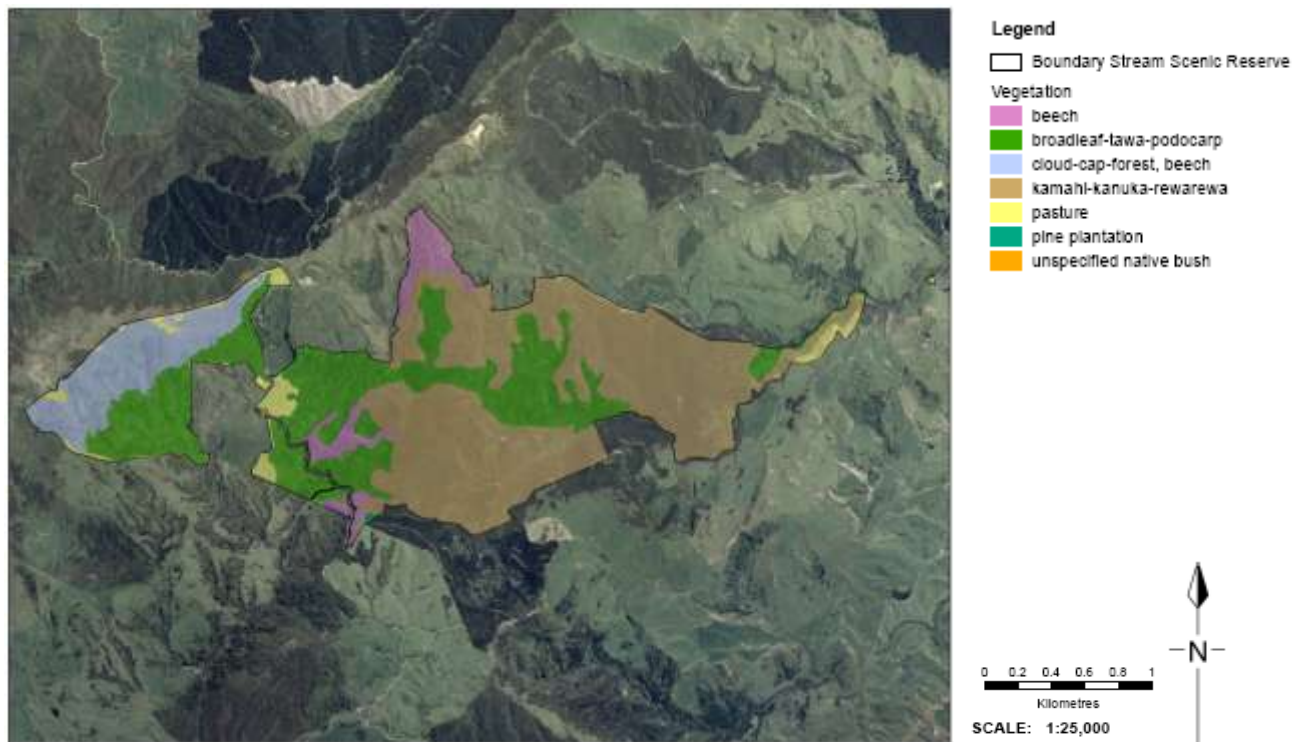 Legend
Boundary Stream Scenic Reserve
Vegetation
beech
broadleaf-tawa-podocarp
cloud-cap-forest, beech
kamahi-kanuka-rewarewa
pasture
pine plantation
unspecified native bush
N
0 0.2 0.4 0.6 0.8 1
Kilometres
SCALE: 1:25,000